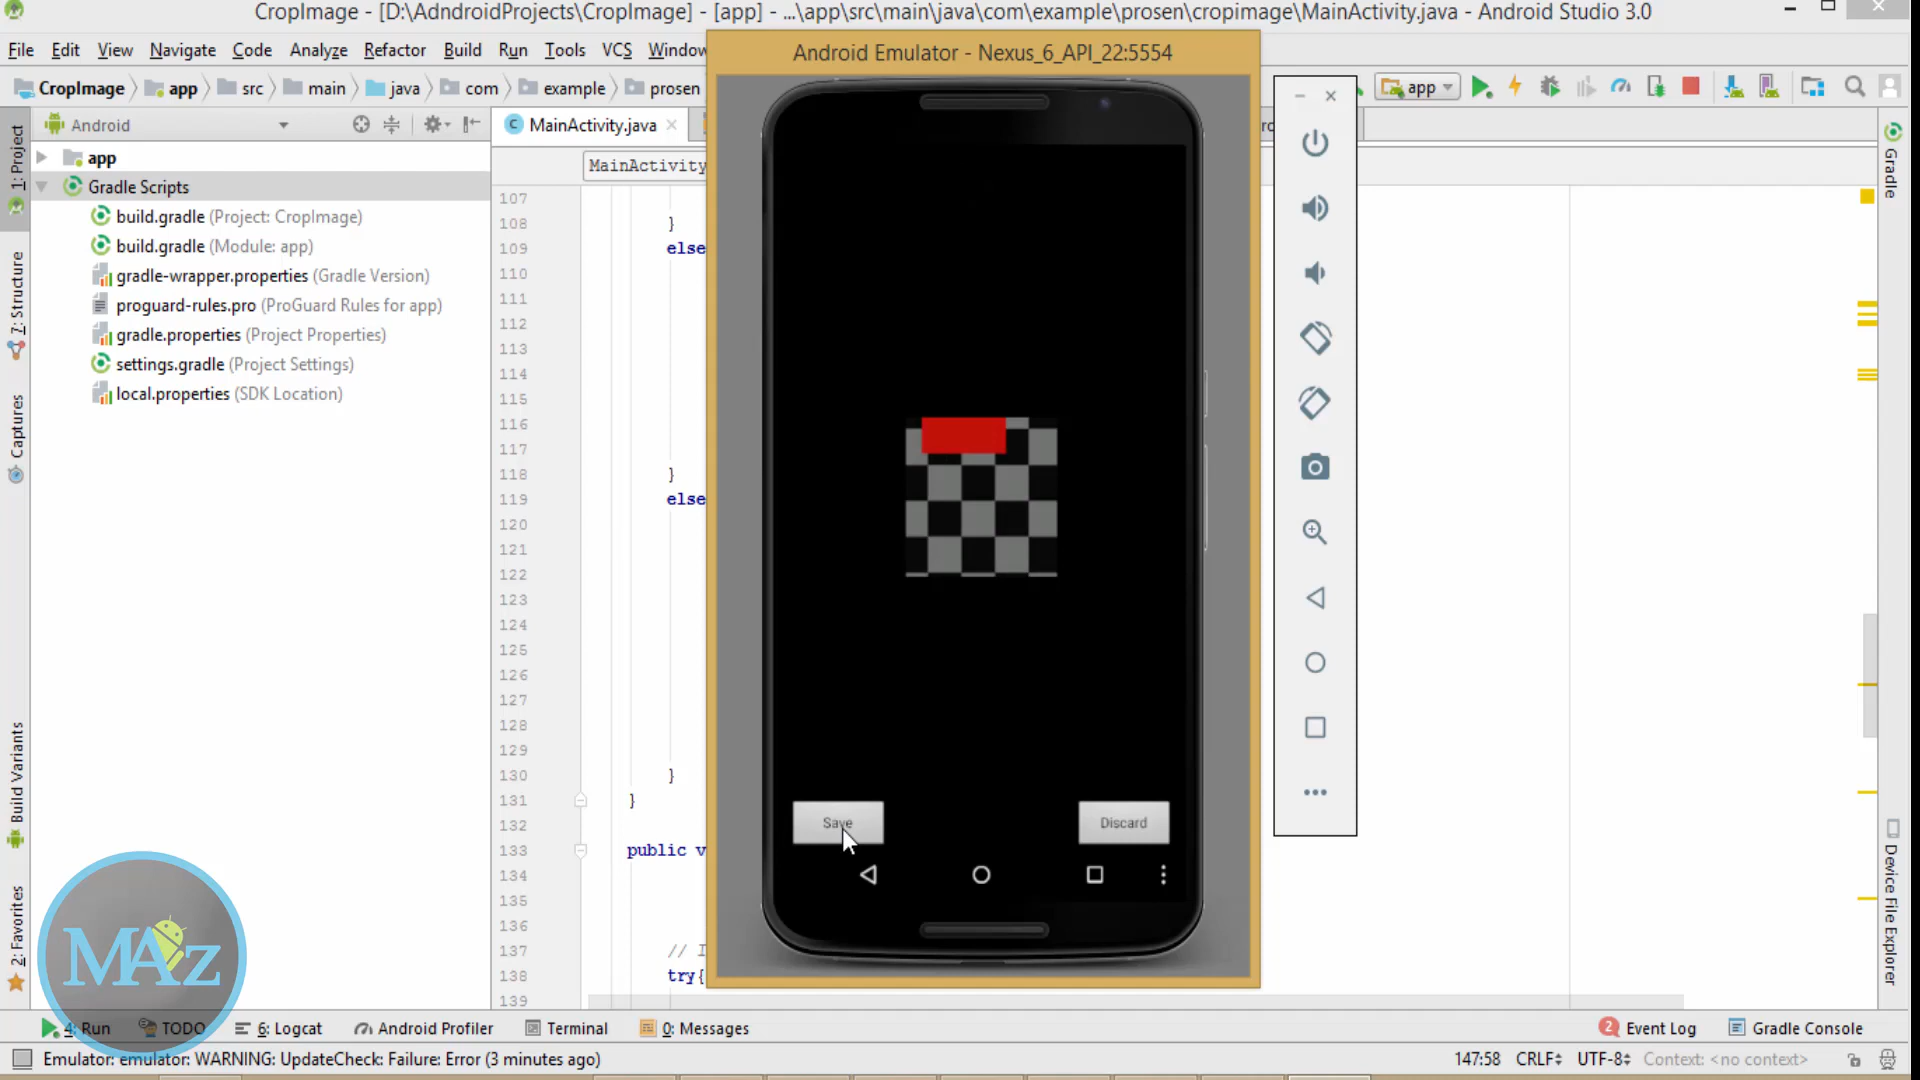 CropImage - [D:\AdndroidProjects\CropImage] - [app] - ...\app\src\main\java\com\example\prosen\cropimage\MainActivity.java - Android Studio 3.0
File Edit View Navigate Code Analyze Refactor Build Run Tools VCS Window
Android Emulator - Nexus_6_API_22:5554
CropImage app src main java com example prosen
app
Android
MainActivity.java
1: Project
app
MainActivity
Gradle Scripts
build.gradle (Project: CropImage)
build.gradle (Module: app)
gradle-wrapper.properties (Gradle Version)
proguard-rules.pro (ProGuard Rules for app)
gradle.properties (Project Properties)
settings.gradle (Project Settings)
local.properties (SDK Location)
7: Structure
Captures
Build Variants
2: Favorites
107
108 }
109 else
110
111
112
113
114
115
116
117
118 }
119 else
120
121
122
123
124
125
126
127
128
129
130 }
131 }
132
133 public v
134
135
136
137 // I
138 try{
139
Save
Discard
Gradle
Device File Explorer
MAz
4: Run TODO 6: Logcat Android Profiler Terminal 0: Messages
2 Event Log Gradle Console
Emulator: emulator: WARNING: UpdateCheck: Failure: Error (3 minutes ago)
147:58 CRLF UTF-8 Context: <no context>